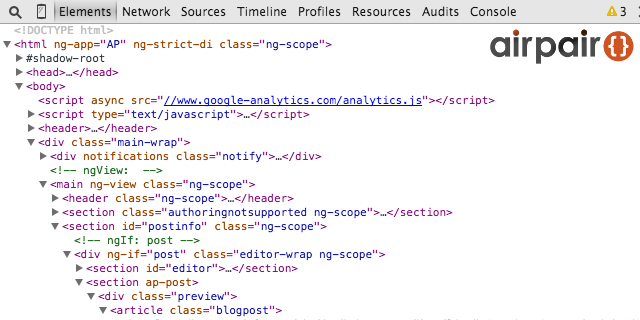 Elements Network Sources Timeline Profiles Resources Audits Console 3
<!DOCTYPE html>
<html ng-app="AP" ng-strict-di class="ng-scope">
airpair{}
#shadow-root
<head>…</head>
<body>
<script async src="//www.google-analytics.com/analytics.js"></script>
<script type="text/javascript">…</script>
<header>…</header>
<div class="main-wrap">
<div notifications class="notify">…</div>
<!-- ngView:  -->
<main ng-view class="ng-scope">
<header class="ng-scope">…</header>
<section class="authoringnotsupported ng-scope">…</section>
<section id="postinfo" class="ng-scope">
<!-- ngIf: post -->
<div ng-if="post" class="editor-wrap ng-scope">
<section id="editor">…</section>
<section ap-post>
<div class="preview">
<article class="blogpost">